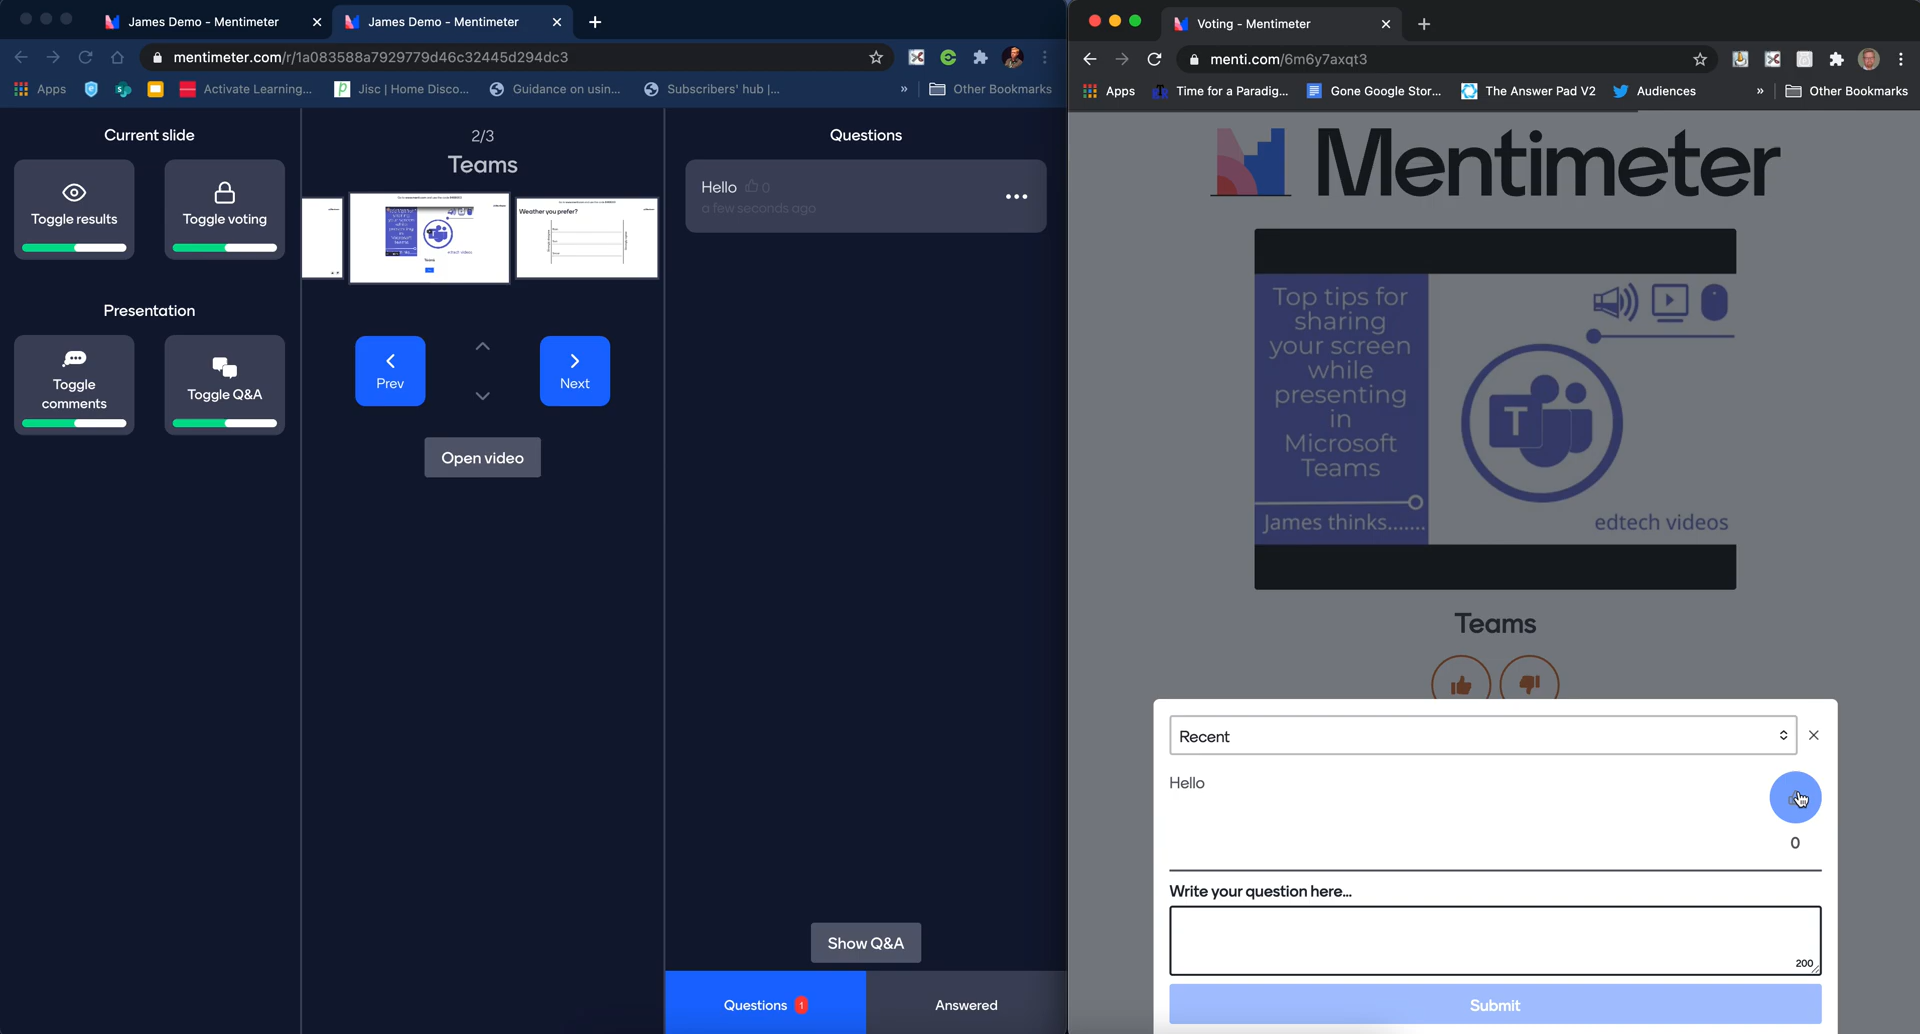 James Demo - Mentimeter
James Demo - Mentimeter
mentimeter.com/r/1a083588a7929779d46c32445d294dc3
Apps
Activate Learning...
Jisc | Home Disco...
Guidance on usin...
Subscribers' hub |...
»
Other Bookmarks
Current slide
Toggle results
Toggle voting
Presentation
Toggle
comments
Toggle Q&A
2/3
Teams
Weather you prefer?
Prev
Next
Open video
Questions
Hello 0
a few seconds ago
Show Q&A
Questions 1
Answered
Voting - Mentimeter
menti.com/6m6y7axqt3
Apps
Time for a Paradig...
Gone Google Stor...
The Answer Pad V2
Audiences
»
Other Bookmarks
Mentimeter
Top tips for
sharing
your screen
while
presenting
in
Microsoft
Teams
James thinks.......
T
edtech videos
Teams
Recent
Hello
0
Write your question here...
200
Submit